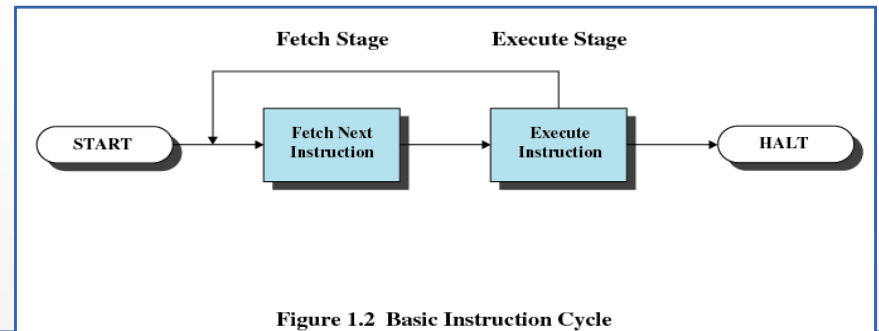 Fetch Stage
Execute Stage
START
Fetch Next
Instruction
Execute
Instruction
HALT
Figure 1.2 Basic Instruction Cycle